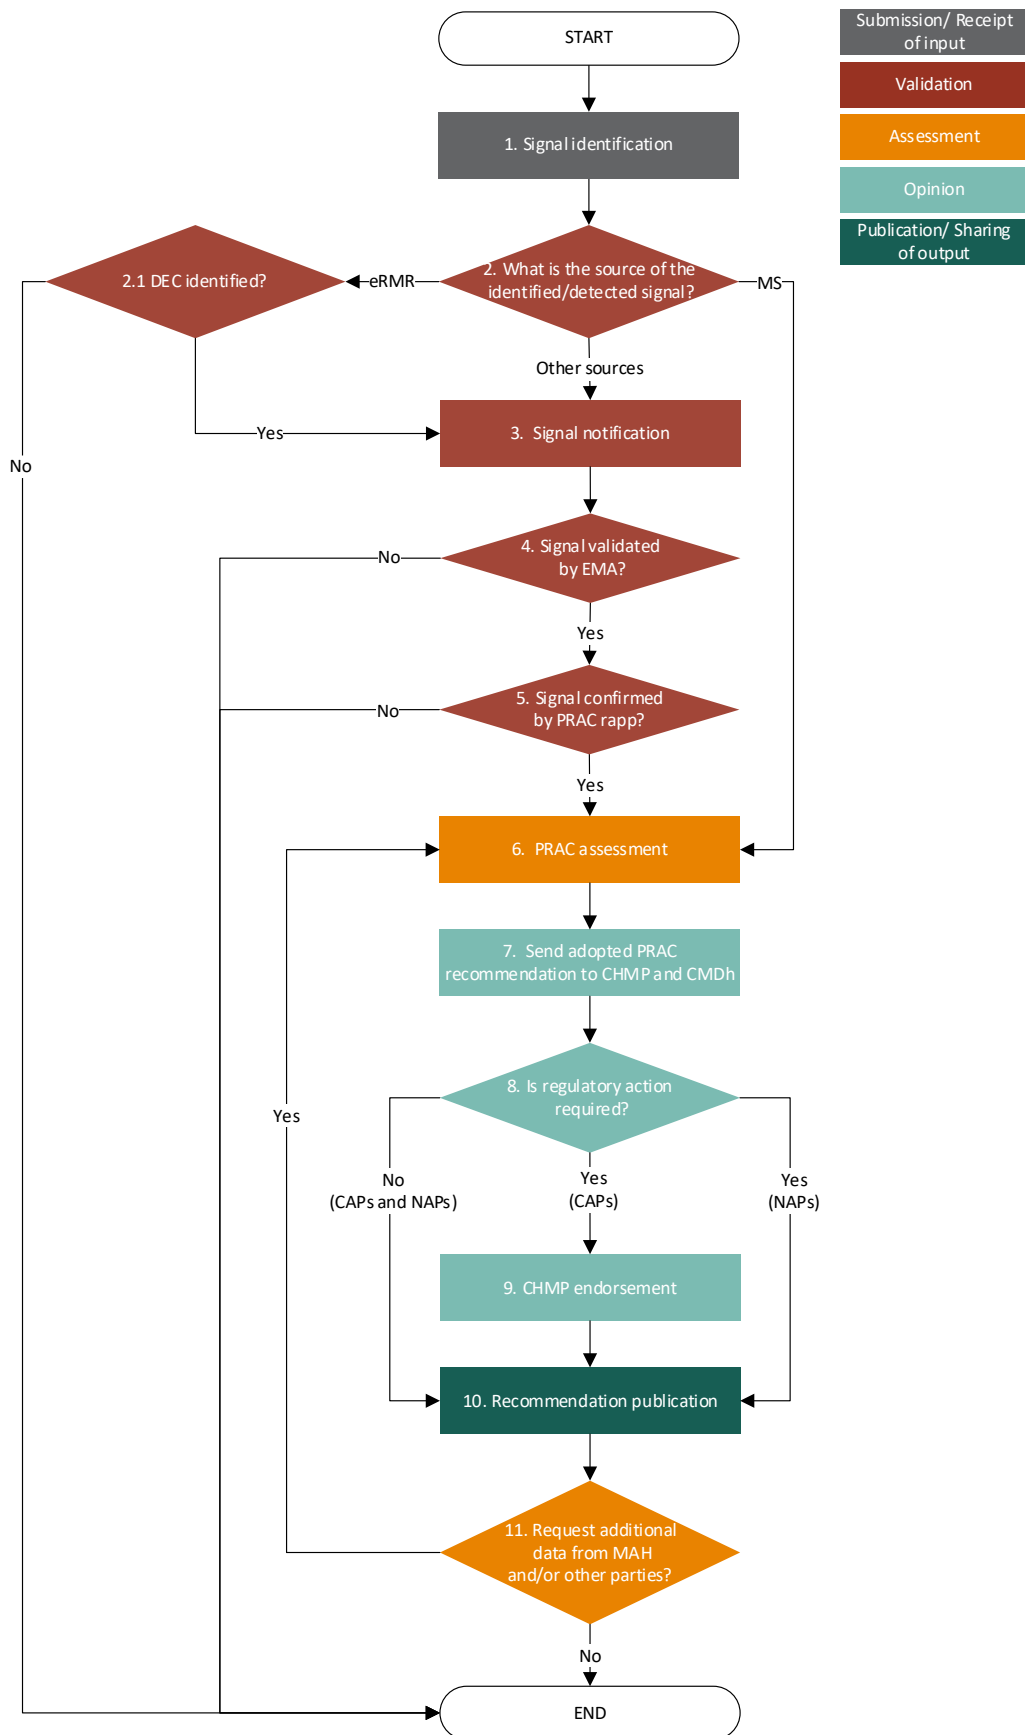 START
Submission/ Receipt
of input
Validation
Assessment
Opinion
Publication/ Sharing
of output
1. Signal identification
2. What is the source of the
identified/detected signal?
eRMR
MS
2.1 DEC identified?
Other sources
Yes
No
3. Signal notification
4. Signal validated
by EMA?
No
Yes
5. Signal confirmed
by PRAC rapp?
No
Yes
6. PRAC assessment
7. Send adopted PRAC
recommendation to CHMP and CMDh
8. Is regulatory action
required?
Yes
No
(CAPs and NAPs)
Yes
(CAPs)
Yes
(NAPs)
9. CHMP endorsement
10. Recommendation publication
11. Request additional
data from MAH
and/or other parties?
No
END